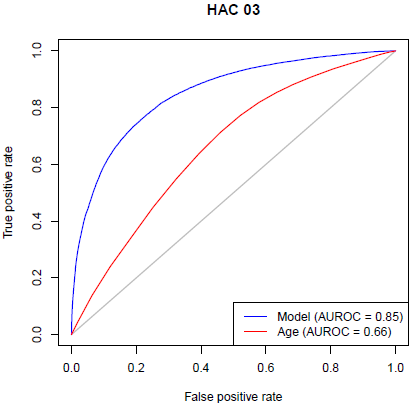 HAC 03
True positive rate
1.0
0.8
0.6
0.4
0.2
0.0
Model (AUROC = 0.85)
Age (AUROC = 0.66)
0.0 0.2 0.4 0.6 0.8 1.0
False positive rate